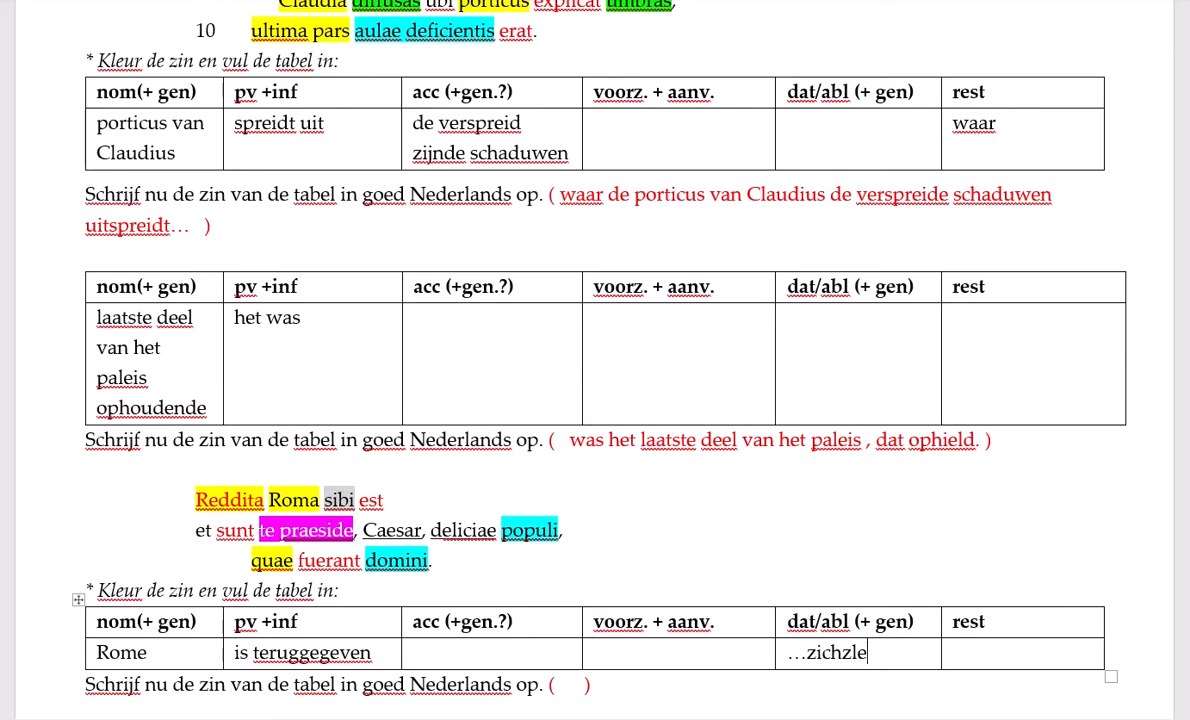 Claudia diffusas ubi porticus explicat umbras,
10 ultima pars aulae deficientis erat.
* Kleur de zin en vul de tabel in:
nom(+ gen) pv +inf acc (+gen.?) voorz. + aanv. dat/abl (+ gen) rest
porticus van spreidt uit de verspreid waar
Claudius zijnde schaduwen
Schrijf nu de zin van de tabel in goed Nederlands op. ( waar de porticus van Claudius de verspreide schaduwen
uitspreidt… )
nom(+ gen) pv +inf acc (+gen.?) voorz. + aanv. dat/abl (+ gen) rest
laatste deel het was
van het
paleis
ophoudende
Schrijf nu de zin van de tabel in goed Nederlands op. ( was het laatste deel van het paleis , dat ophield. )
Reddita Roma sibi est
et sunt te praeside, Caesar, deliciae populi,
quae fuerant domini.
* Kleur de zin en vul de tabel in:
nom(+ gen) pv +inf acc (+gen.?) voorz. + aanv. dat/abl (+ gen) rest
Rome is teruggegeven …zichzle
Schrijf nu de zin van de tabel in goed Nederlands op. ( )